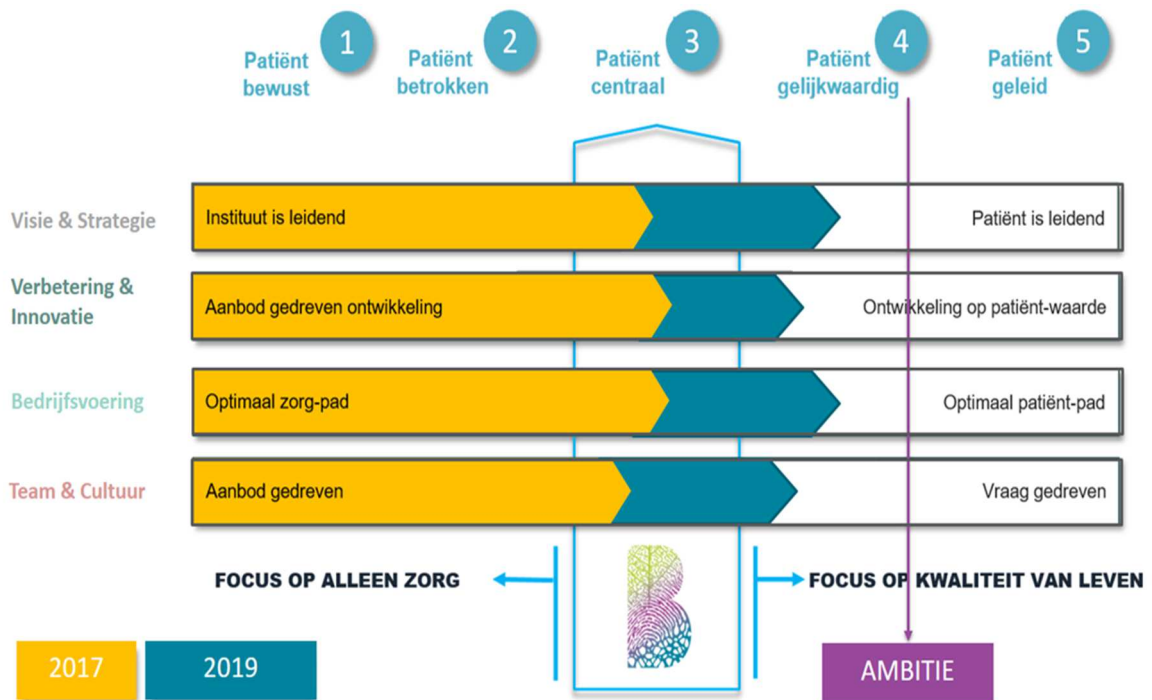 1
Patiënt
bewust
2
Patiënt
betrokken
3
Patiënt
centraal
4
Patiënt
gelijkwaardig
5
Patiënt
geleid
Visie & Strategie
Instituut is leidend
Patiënt is leidend
Verbetering &
Innovatie
Aanbod gedreven ontwikkeling
Ontwikkeling op patiënt-waarde
Bedrijfsvoering
Optimaal zorg-pad
Optimaal patiënt-pad
Team & Cultuur
Aanbod gedreven
Vraag gedreven
FOCUS OP ALLEEN ZORG
B
FOCUS OP KWALITEIT VAN LEVEN
2017
2019
AMBITIE